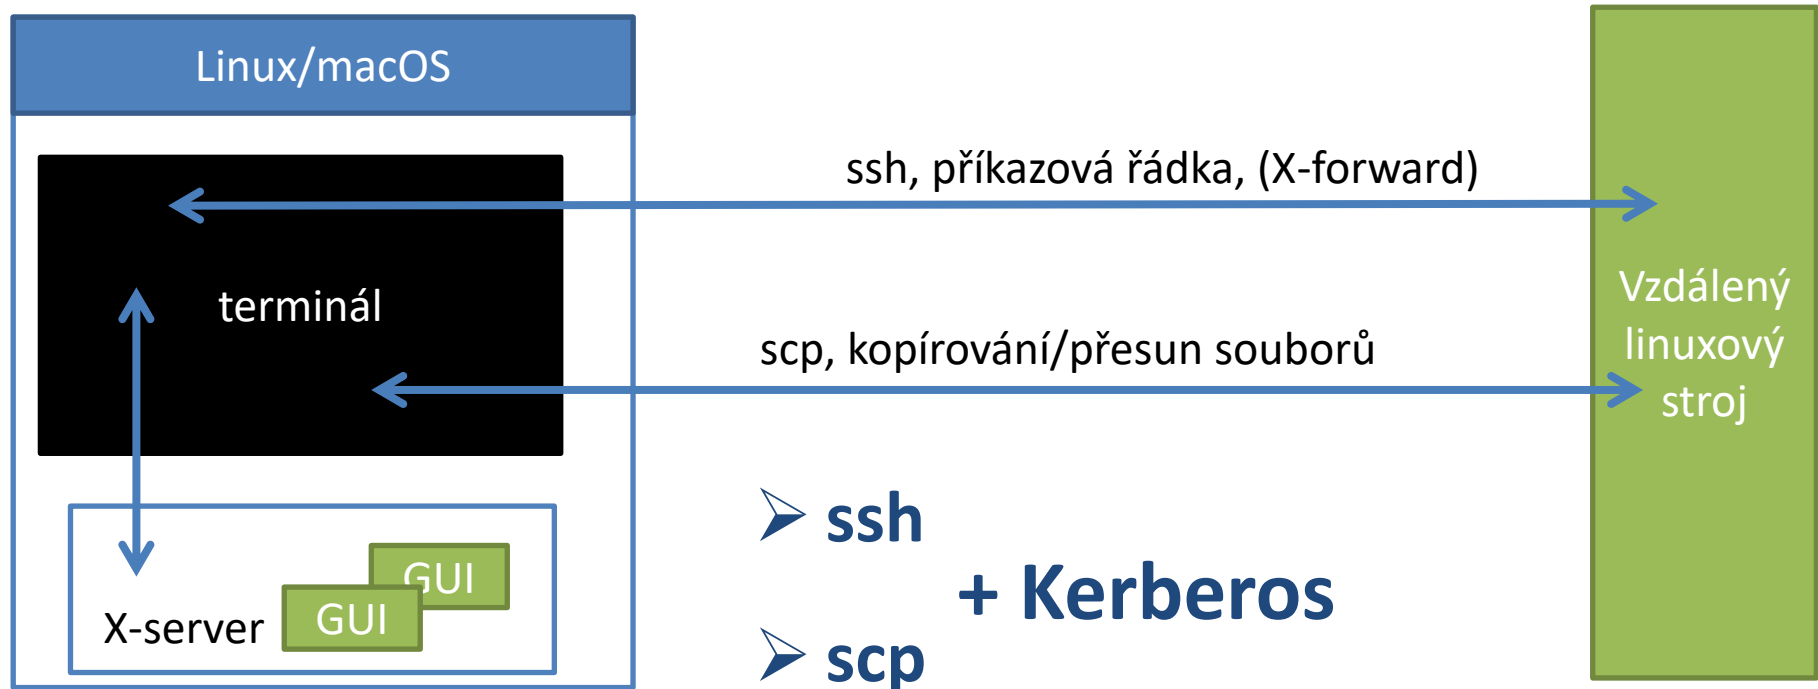 Linux/macOS
ssh, příkazová řádka, (X-forward)
terminál
scp, kopírování/přesun souborů
Vzdálený
linuxový
stroj
➢ ssh
+ Kerberos
➢ scp
GUI
GUI
X-server